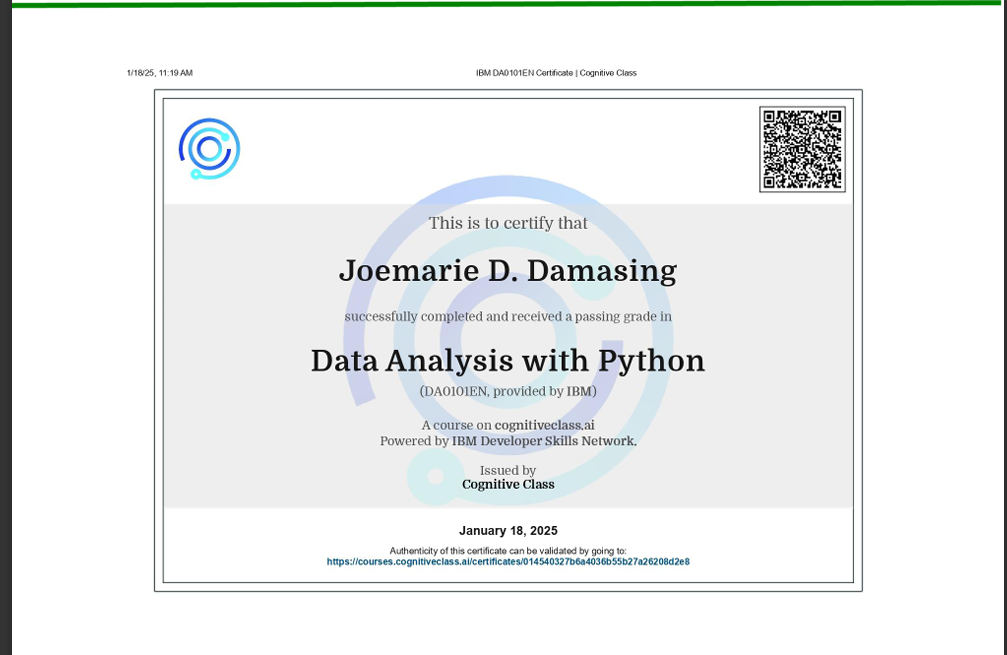 1/18/25, 11:19 AM
IBM DA0101EN Certificate | Cognitive Class
This is to certify that
Joemarie D. Damasing
successfully completed and received a passing grade in
Data Analysis with Python
(DA0101EN, provided by IBM)
A course on cognitiveclass.ai
Powered by IBM Developer Skills Network.
Issued by
Cognitive Class
January 18, 2025
Authenticity of this certificate can be validated by going to:
https://courses.cognitiveclass.ai/certificates/014540327b6a4036b55b27a26208d2e8